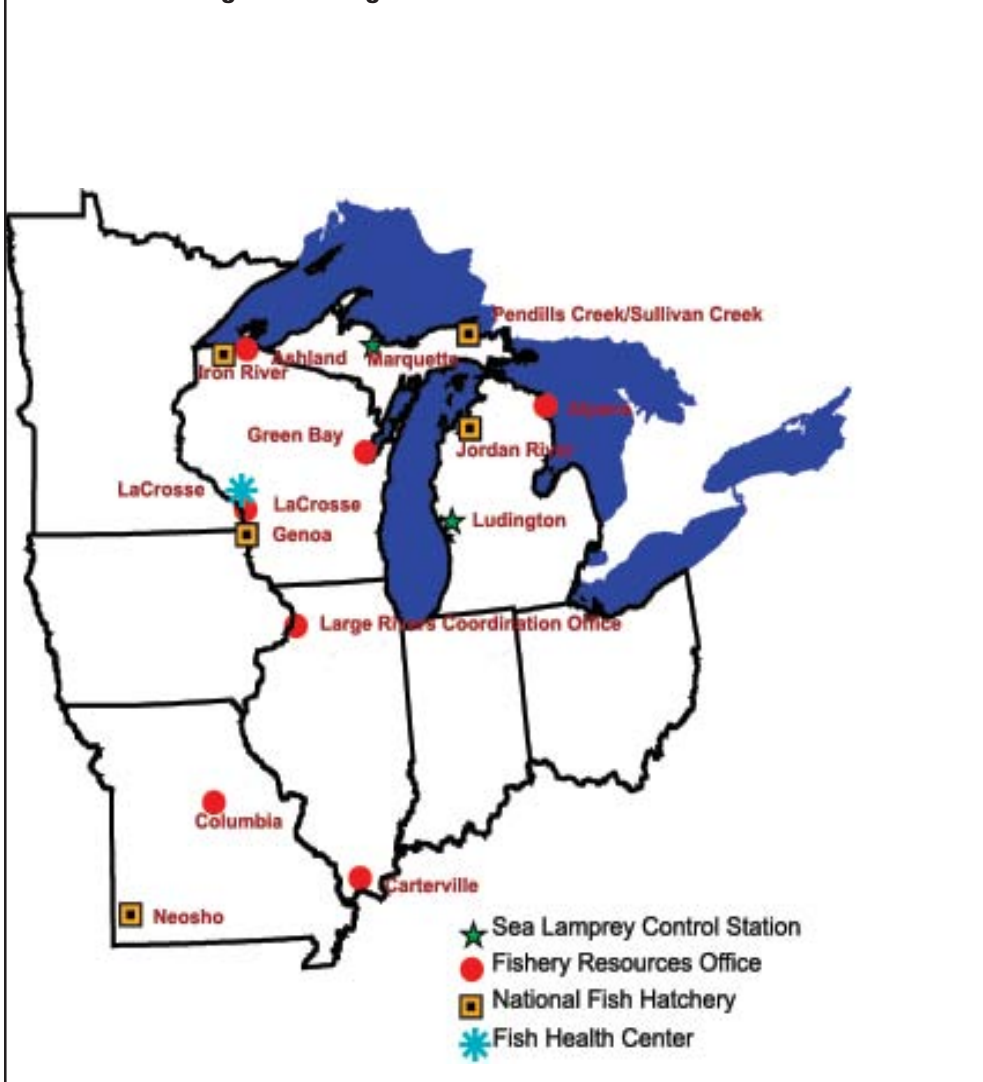 Pendills Creek/Sullivan Creek
Ashland
Marquette
Iron River
Alpena
Green Bay
Jordan River
LaCrosse
LaCrosse
Ludington
Genoa
Large Rivers Coordination Office
Columbia
Carterville
Neosho
Sea Lamprey Control Station
Fishery Resources Office
National Fish Hatchery
Fish Health Center